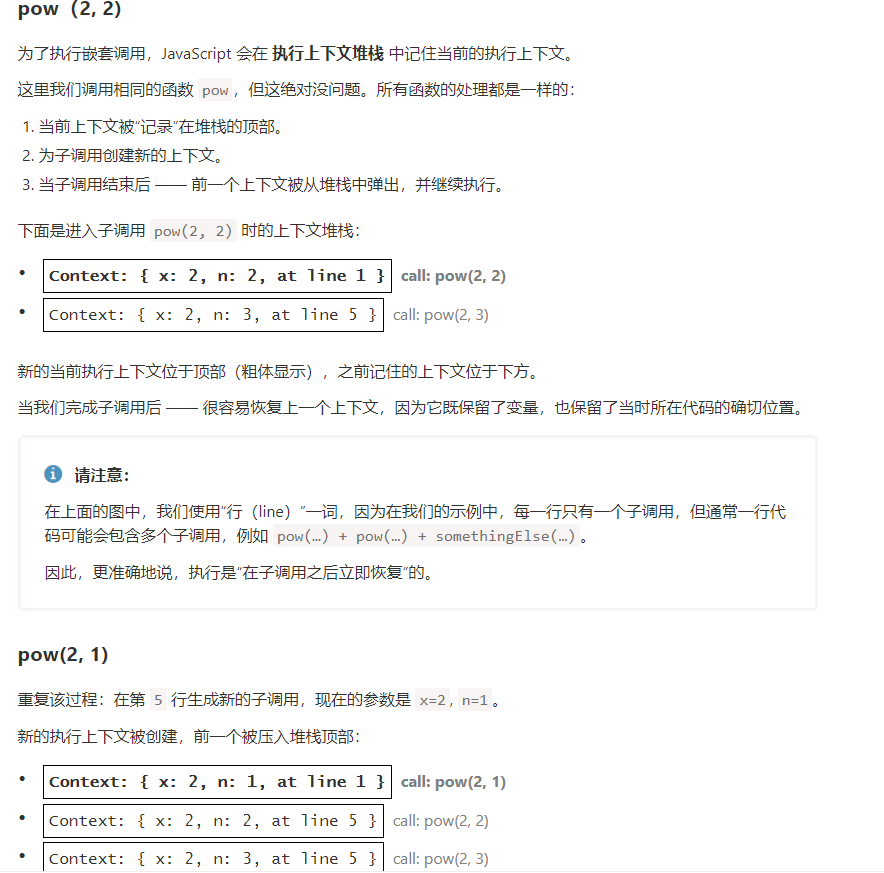 pow（2, 2)
为了执行嵌套调用，JavaScript 会在 执行上下文堆栈 中记住当前的执行上下文。
这里我们调用相同的函数 pow，但这绝对没问题。所有函数的处理都是一样的：
1. 当前上下文被“记录”在堆栈的顶部。
2. 为子调用创建新的上下文。
3. 当子调用结束后 —— 前一个上下文被从堆栈中弹出，并继续执行。
下面是进入子调用 pow(2, 2) 时的上下文堆栈：
• Context: { x: 2, n: 2, at line 1 } call: pow(2, 2)
• Context: { x: 2, n: 3, at line 5 } call: pow(2, 3)
新的当前执行上下文位于顶部（粗体显示），之前记住的上下文位于下方。
当我们完成子调用后 —— 很容易恢复上一个上下文，因为它既保留了变量，也保留了当时所在代码的确切位置。
请注意：
在上面的图中，我们使用“行（line）”一词，因为在我们的示例中，每一行只有一个子调用，但通常一行代
码可能会包含多个子调用，例如 pow(…) + pow(…) + somethingElse(…)。
因此，更准确地说，执行是“在子调用之后立即恢复”的。
pow(2, 1)
重复该过程：在第 5 行生成新的子调用，现在的参数是 x=2, n=1。
新的执行上下文被创建，前一个被压入堆栈顶部：
• Context: { x: 2, n: 1, at line 1 } call: pow(2, 1)
• Context: { x: 2, n: 2, at line 5 } call: pow(2, 2)
• Context: { x: 2, n: 3, at line 5 } call: pow(2, 3)